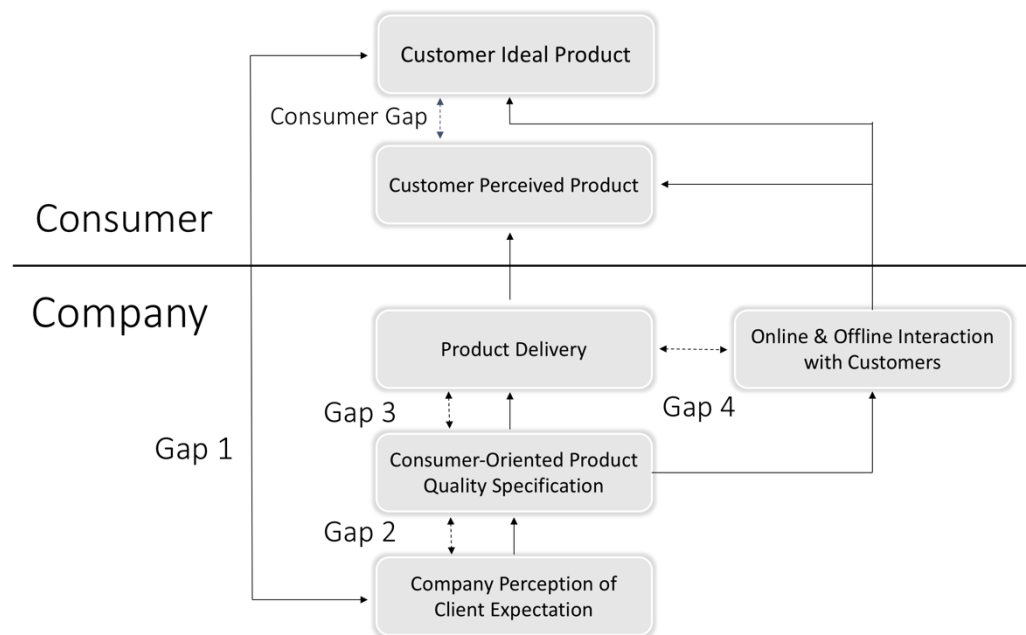 Customer Ideal Product
Consumer Gap
Customer Perceived Product
Consumer
Company
Product Delivery
Online & Offline Interaction
with Customers
Gap 3
Gap 4
Gap 1
Consumer-Oriented Product
Quality Specification
Gap 2
Company Perception of
Client Expectation